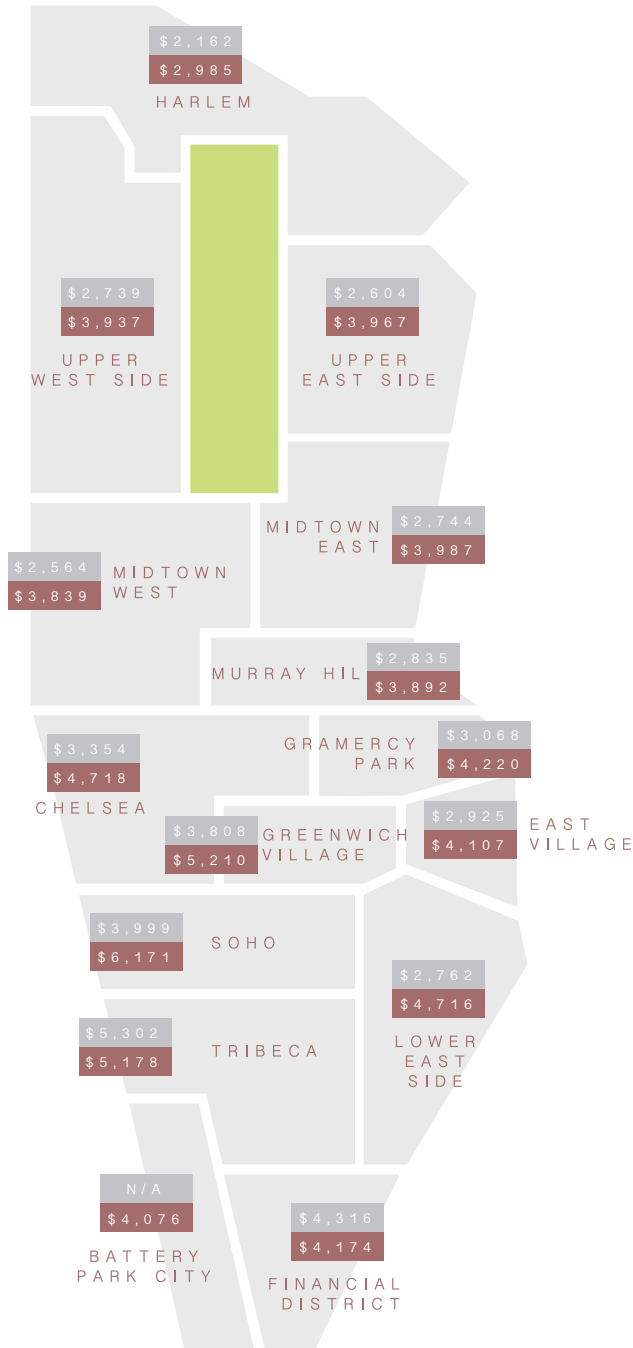 $2,162
$2,985
HARLEM
$2,739
$3,937
UPPER
WEST SIDE
$2,604
$3,967
UPPER
EAST SIDE
MIDTOWN
EAST
$2,744
$3,987
$2,564
$3,839
MIDTOWN
WEST
MURRAY HIL
$2,835
$3,892
$3,354
$4,718
CHELSEA
GRAMERCY
PARK
$3,068
$4,220
$3,808
$5,210
GREENWICH
VILLAGE
$2,925
$4,107
EAST
VILLAGE
$3,999
$6,171
SOHO
$2,762
$4,716
LOWER
EAST
SIDE
$5,302
$5,178
TRIBECA
N/A
$4,076
BATTERY
PARK CITY
$4,316
$4,174
FINANCIAL
DISTRICT